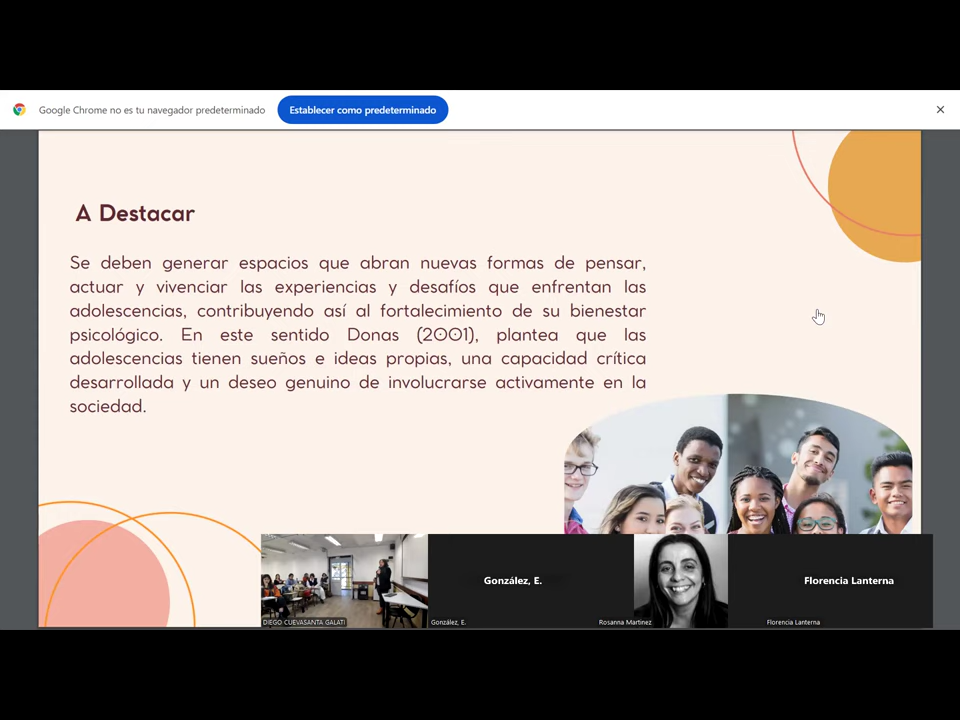 Google Chrome no es tu navegador predeterminado
Establecer como predeterminado
A Destacar
Se deben generar espacios que abran nuevas formas de pensar,
actuar y vivenciar las experiencias y desafíos que enfrentan las
adolescencias, contribuyendo así al fortalecimiento de su bienestar
psicológico. En este sentido Donas (2001), plantea que las
adolescencias tienen sueños e ideas propias, una capacidad crítica
desarrollada y un deseo genuino de involucrarse activamente en la
sociedad.
González, E.
Florencia Lanterna
DIEGO CUEVASANTA GALATI
González, E.
Rosanna Martinez
Florencia Lanterna